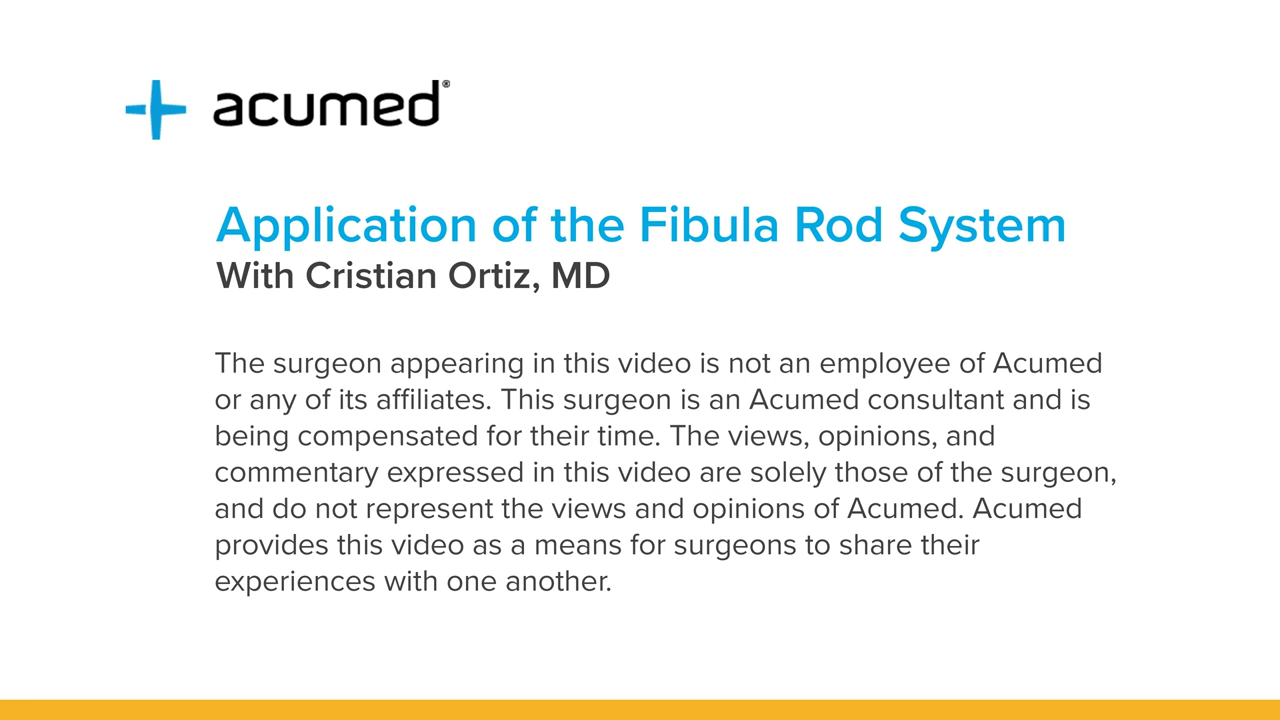 acumed®
Application of the Fibula Rod System
With Cristian Ortiz, MD
The surgeon appearing in this video is not an employee of Acumed
or any of its affiliates. This surgeon is an Acumed consultant and is
being compensated for their time. The views, opinions, and
commentary expressed in this video are solely those of the surgeon,
and do not represent the views and opinions of Acumed. Acumed
provides this video as a means for surgeons to share their
experiences with one another.